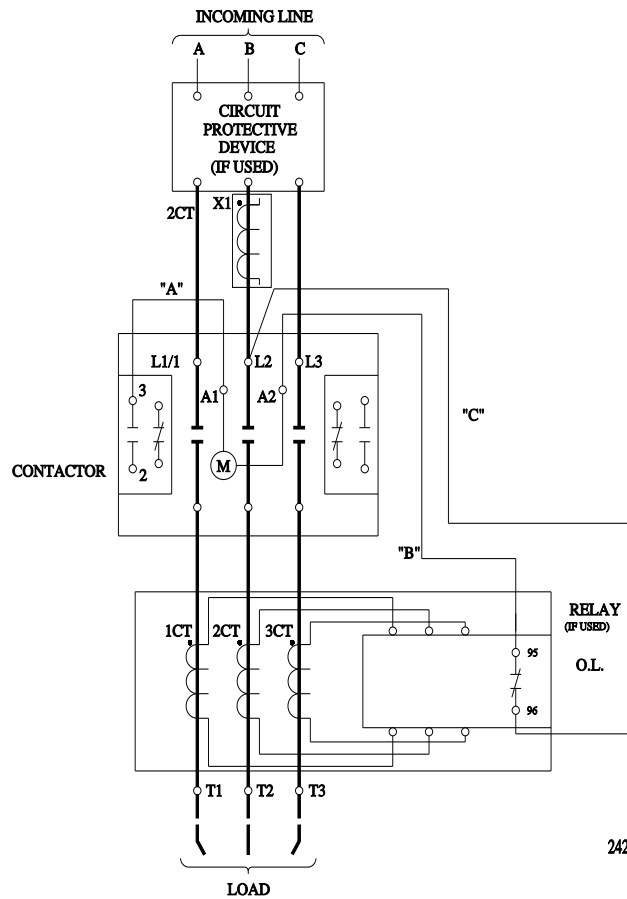 INCOMING LINE
A B C
CIRCUIT
PROTECTIVE
DEVICE
(IF USED)
2CT X1
"A"
L1/1 L2 L3
3 A1 A2
"C"
M
2
CONTACTOR
"B"
RELAY
(IF USED)
1CT 2CT 3CT
95
O.L.
96
T1 T2 T3
242
LOAD